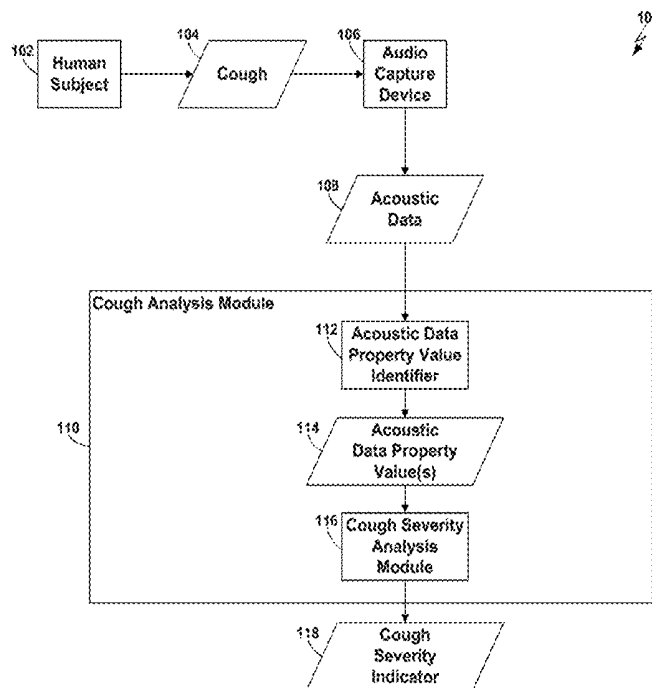 10
102
Human
Subject
104
Cough
106
Audio
Capture
Device
108
Acoustic
Data
Cough Analysis Module
110
112
Acoustic Data
Property Value
Identifier
114
Acoustic
Data Property
Value(s)
116
Cough Severity
Analysis
Module
118
Cough
Severity
Indicator